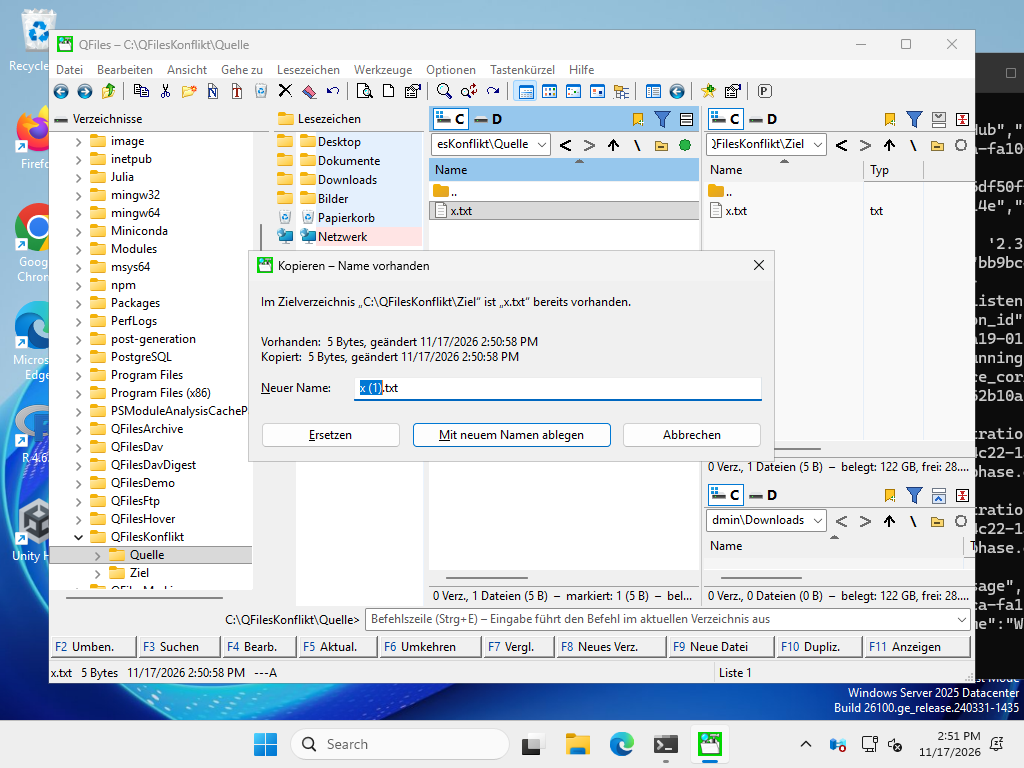 Recycle
Firefo
Goog
Chron
Micros
Edge
R 4.6.
Unity H
QFiles – C:\QFilesKonflikt\Quelle
Datei Bearbeiten Ansicht Gehe zu Lesezeichen Werkzeuge Optionen Tastenkürzel Hilfe
Verzeichnisse
image
inetpub
Julia
mingw32
mingw64
Miniconda
Modules
msys64
npm
Packages
PerfLogs
post-generation
PostgreSQL
Program Files
Program Files (x86)
PSModuleAnalysisCacheP
QFilesArchive
QFilesDav
QFilesDavDigest
QFilesDemo
QFilesFtp
QFilesHover
QFilesKonflikt
Quelle
Ziel
Lesezeichen
Desktop
Dokumente
Downloads
Bilder
Papierkorb
Netzwerk
C D
esKonflikt\Quelle
Name
..
x.txt
0 Verz., 1 Dateien (5 B) – markiert: 1 (5 B) – bel...
C D
QFilesKonflikt\Ziel
Name Typ
..
x.txt txt
0 Verz., 1 Dateien (5 B) – belegt: 122 GB, frei: 28....
C D
dmin\Downloads
Name T
0 Verz., 0 Dateien (0 B) – belegt: 122 GB, frei: 28....
Kopieren – Name vorhanden
Im Zielverzeichnis „C:\QFilesKonflikt\Ziel“ ist „x.txt“ bereits vorhanden.
Vorhanden: 5 Bytes, geändert 11/17/2026 2:50:58 PM
Kopiert: 5 Bytes, geändert 11/17/2026 2:50:58 PM
Neuer Name: x (1).txt
Ersetzen Mit neuem Namen ablegen Abbrechen
C:\QFilesKonflikt\Quelle> Befehlszeile (Strg+E) – Eingabe führt den Befehl im aktuellen Verzeichnis aus
F2 Umben. F3 Suchen F4 Bearb. F5 Aktual. F6 Umkehren F7 Vergl. F8 Neues Verz. F9 Neue Datei F10 Dupliz. F11 Anzeigen
x.txt 5 Bytes 11/17/2026 2:50:58 PM ---A Liste 1
Windows Server 2025 Datacenter
Build 26100.ge_release.240331-1435
Search
2:51 PM
11/17/2026